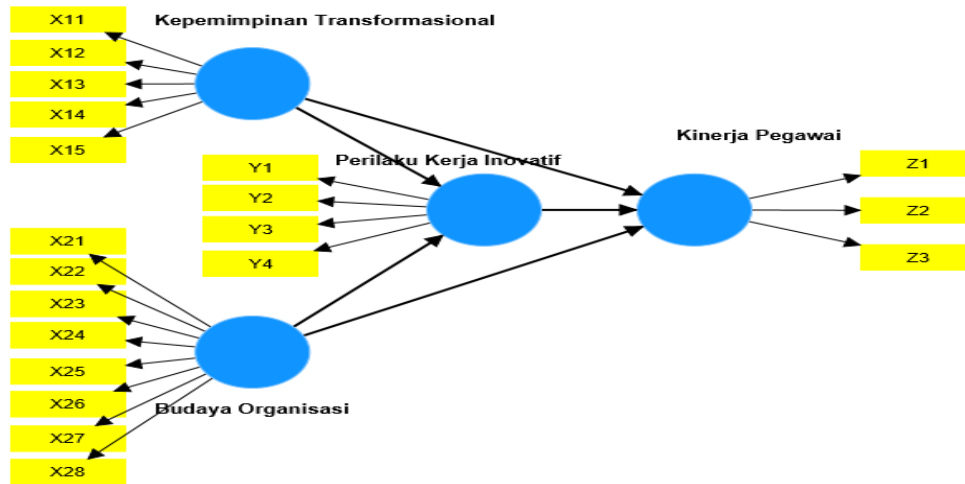 X11
Kepemimpinan Transformasional
X12
X13
X14
X15
Kinerja Pegawai
Perilaku Kerja Inovatif
Y1
Y2
Y3
Y4
Z1
Z2
Z3
X21
X22
X23
X24
X25
X26
X27
X28
Budaya Organisasi